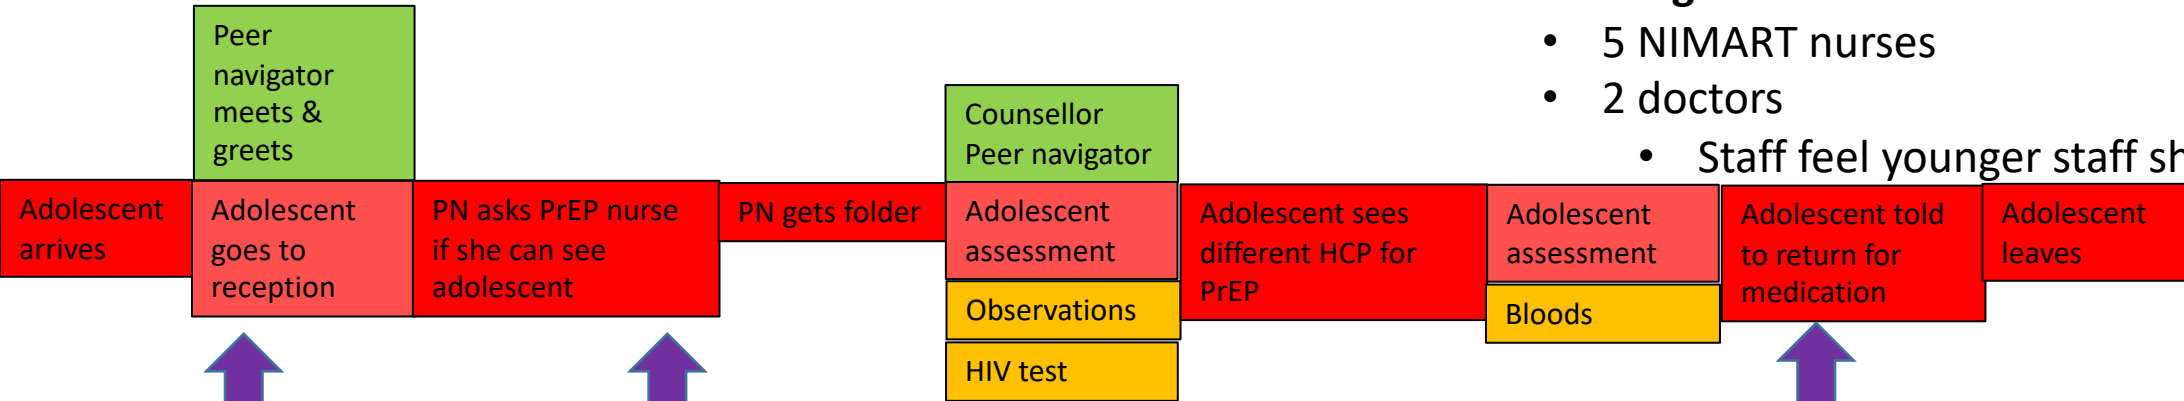 • 5 NIMART nurses
• 2 doctors
• Staff feel younger staff
Peer
navigator
meets &
greets
Counsellor
Peer navigator
Adolescent
arrives
Adolescent
goes to
reception
PN asks PrEP nurse
if she can see
adolescent
PN gets folder
Adolescent
assessment
Observations
HIV test
Adolescent sees
different HCP for
PrEP
Adolescent
assessment
Bloods
Adolescent told
to return for
medication
Adolescent
leaves